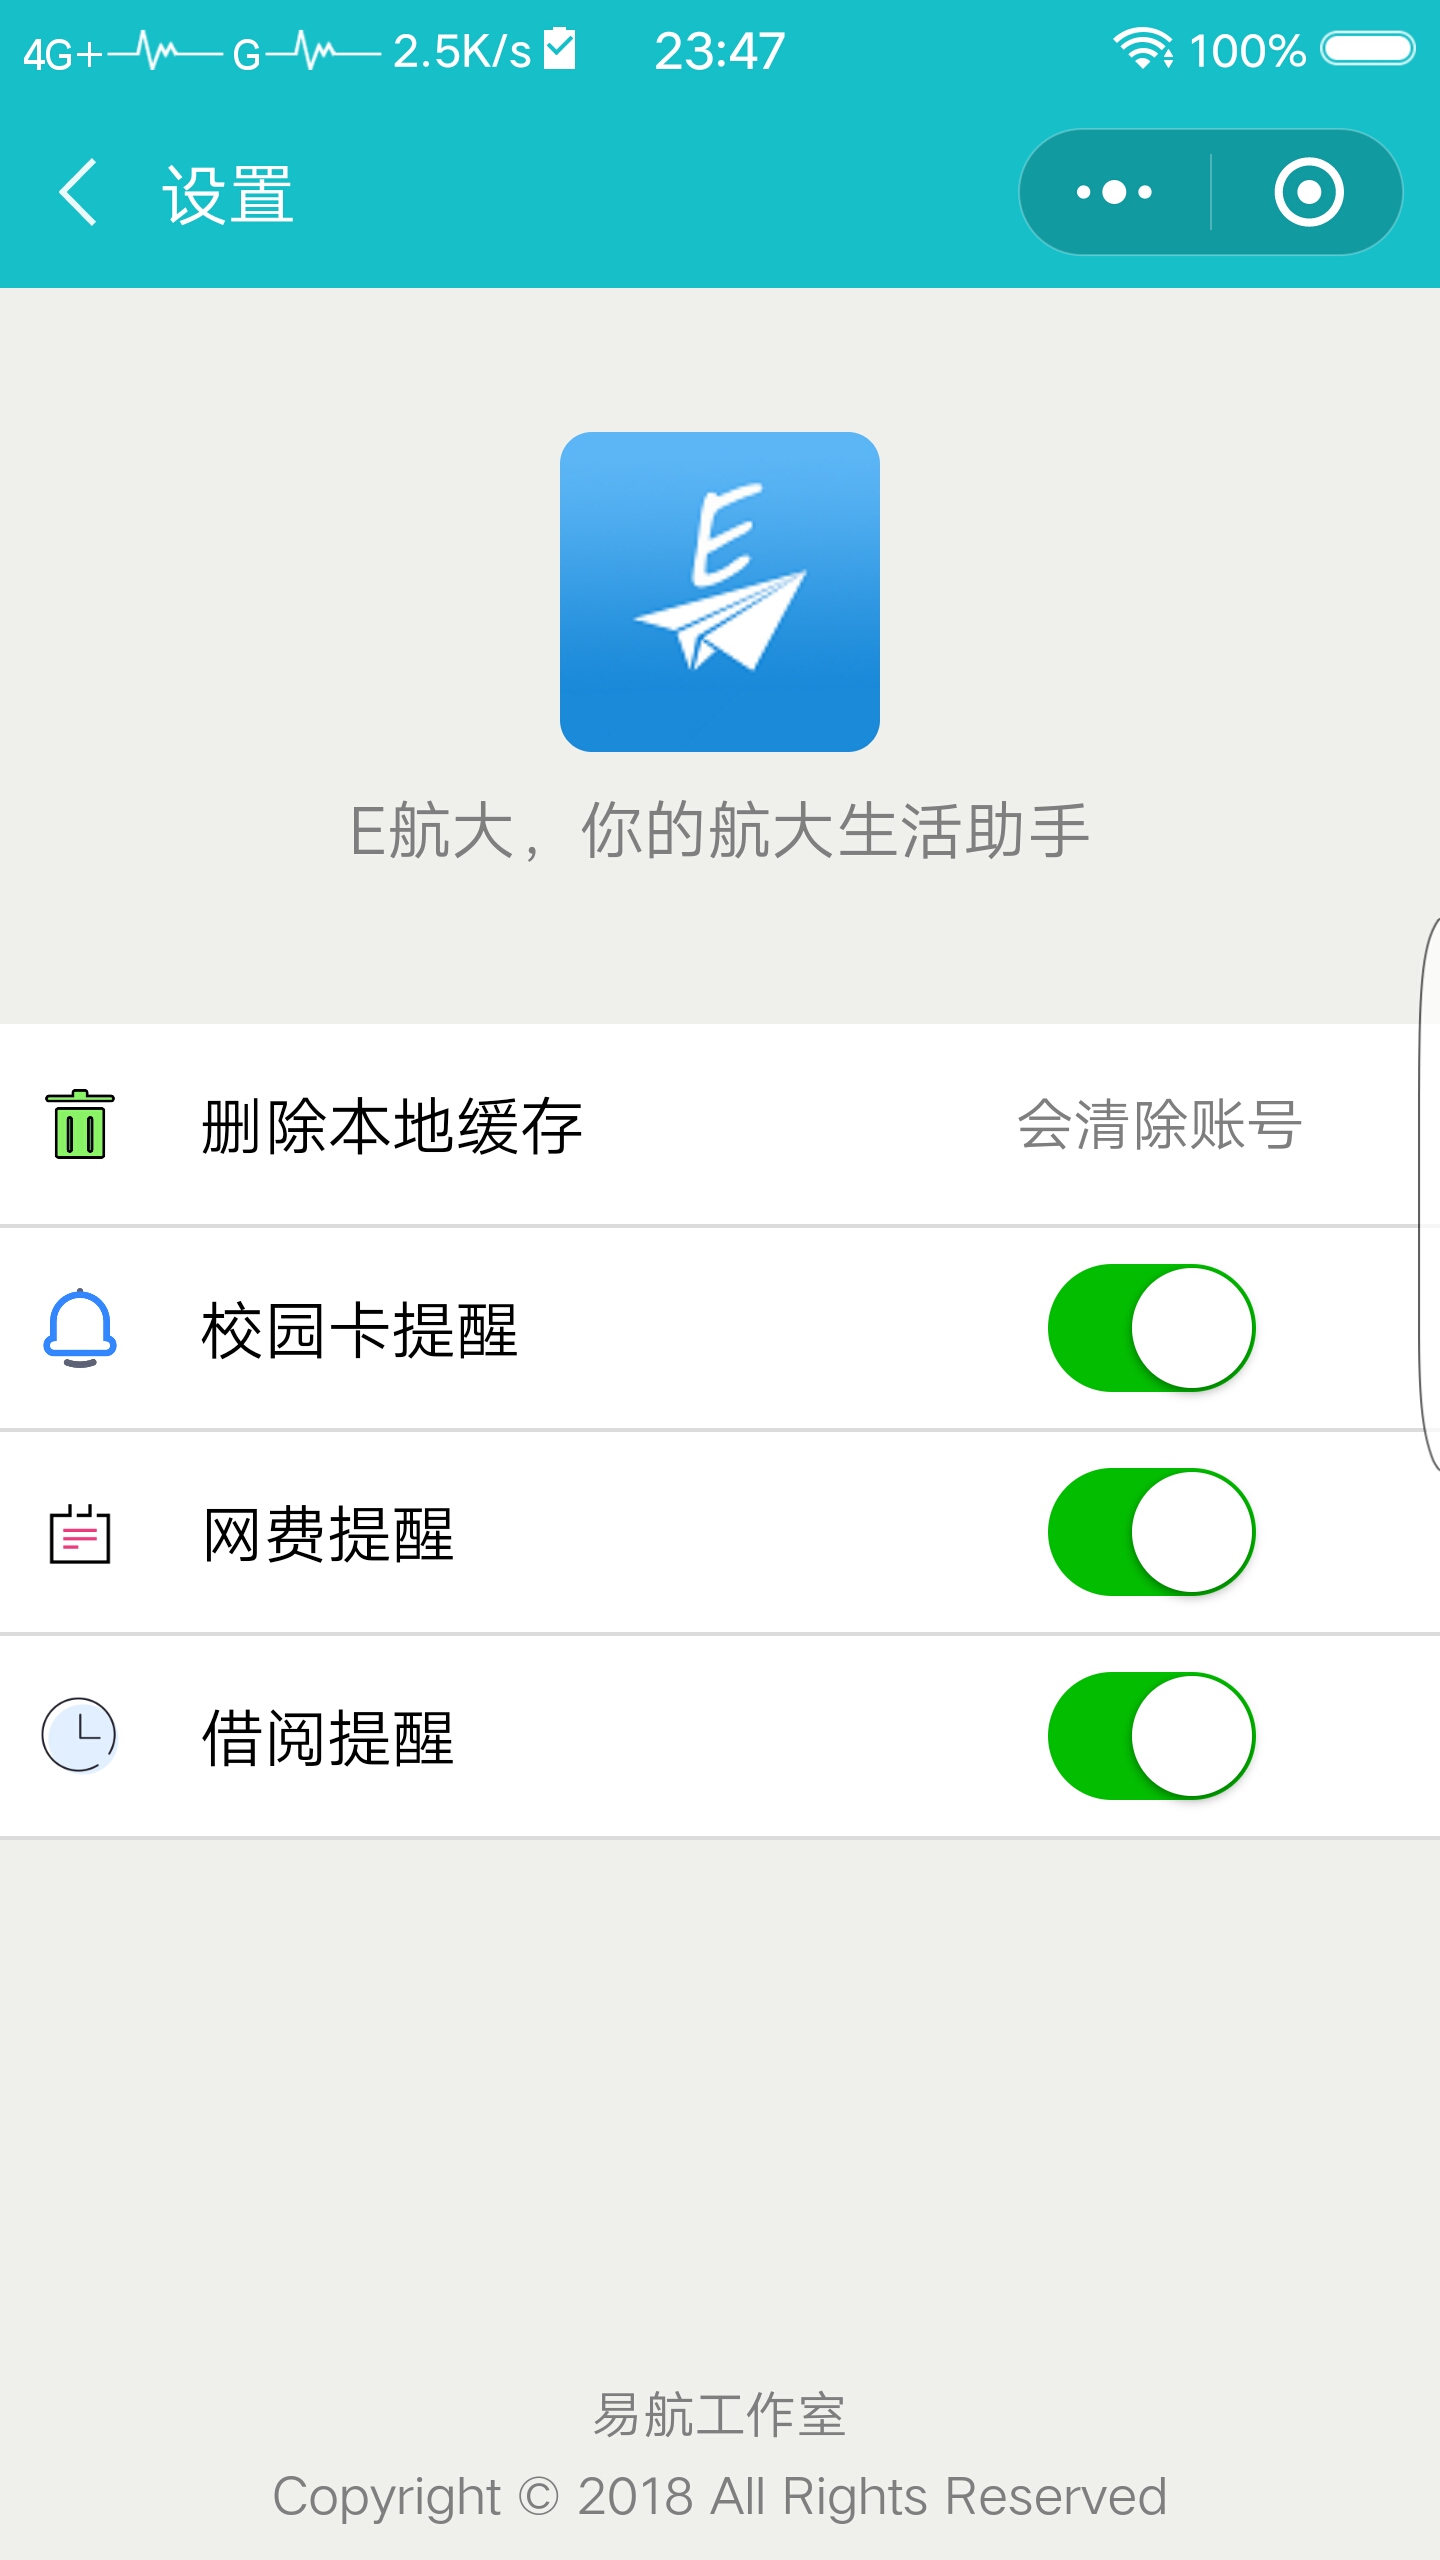 4G+ G 2.5K/s 23:47 100%
设置
E
E航大，你的航大生活助手
删除本地缓存 会清除账号
校园卡提醒
网费提醒
借阅提醒
易航工作室
Copyright © 2018 All Rights Reserved